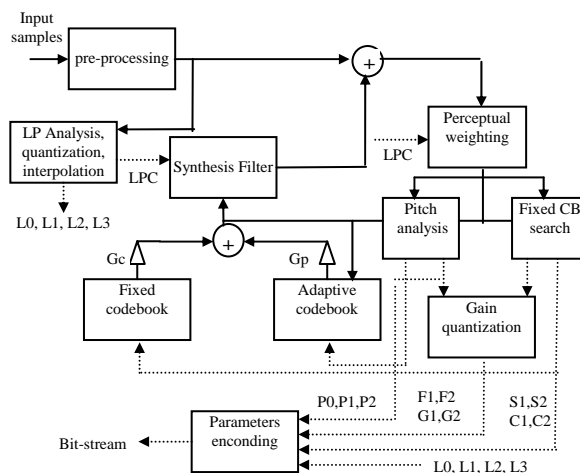 Input
samples
pre-processing
+
LP Analysis,
quantization,
interpolation
LPC
Synthesis Filter
LPC
Perceptual
weighting
L0, L1, L2, L3
Pitch
analysis
Fixed CB
search
Gc
+
Gp
Fixed
codebook
Adaptive
codebook
Gain
quantization
P0,P1,P2
F1,F2
G1,G2
S1,S2
C1,C2
Parameters
enconding
Bit-stream
L0, L1, L2, L3